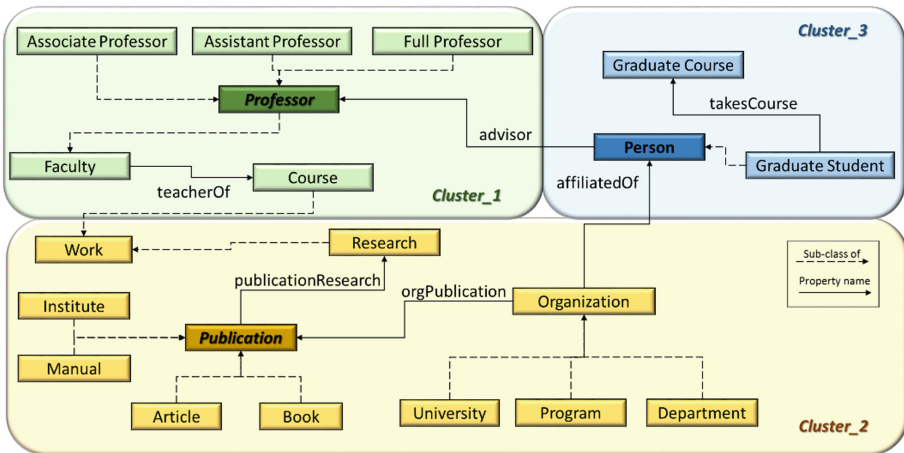 Associate Professor
Assistant Professor
Full Professor
Cluster_3
Graduate Course
Professor
takesCourse
advisor
Person
Faculty
Graduate Student
teacherOf
Course
affiliatedOf
Cluster_1
Work
Research
Sub-class of
publicationResearch
Property name
Institute
orgPublication
Organization
Publication
Manual
Article
Book
University
Program
Department
Cluster_2